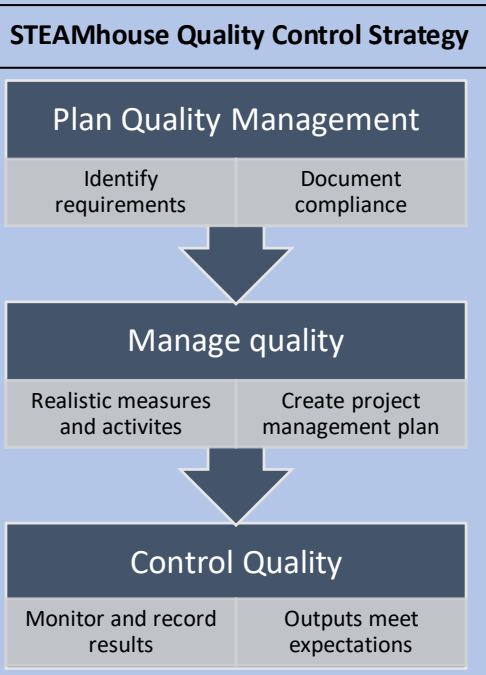 STEAMhouse Quality Control Strategy
Plan Quality Management
Identify
requirements
Document
compliance
Manage quality
Realistic measures
and activites
Create project
management plan
Control Quality
Monitor and record
results
Outputs meet
expectations